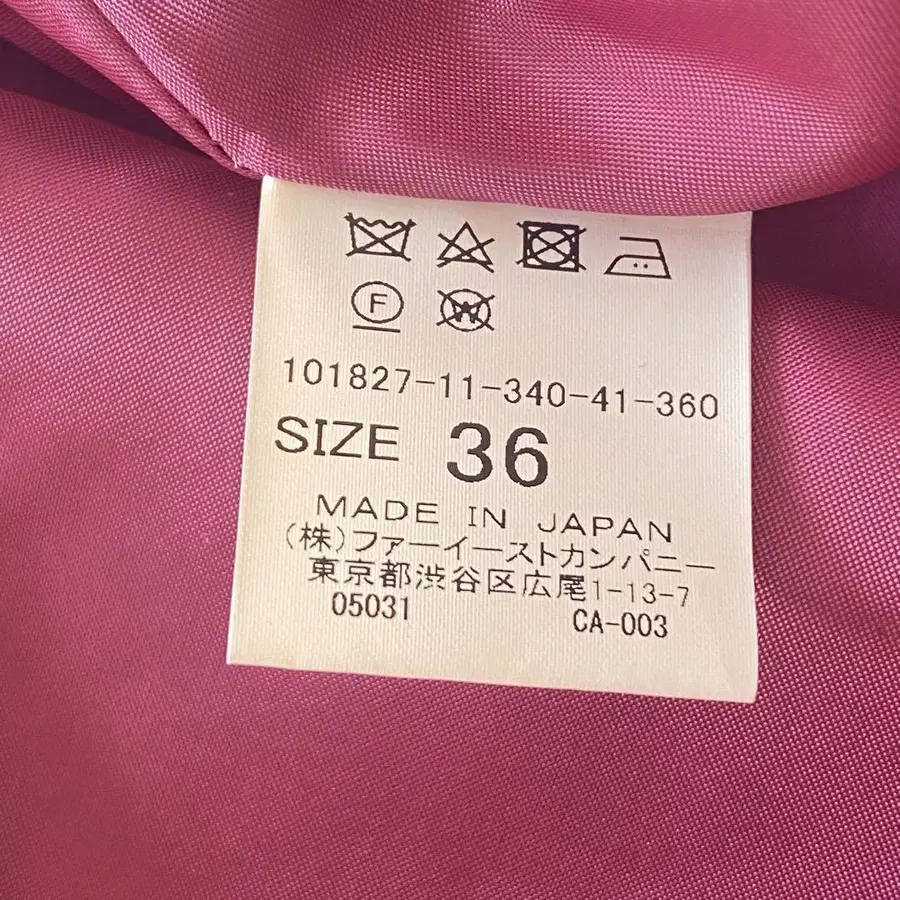 F W
101827-11-340-41-360
SIZE 36
MADE IN JAPAN
(株)ファーイーストカンパニー
東京都渋谷区広尾1-13-7
05031 CA-003